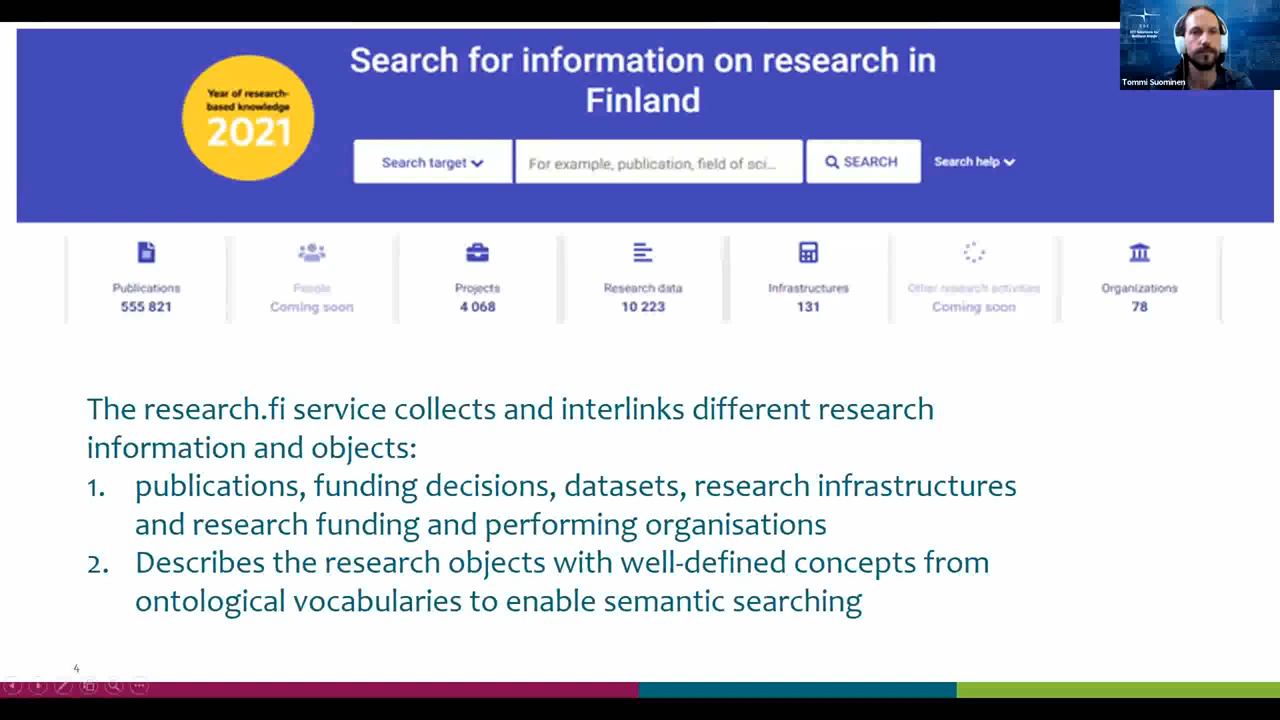 Search for information on research in
Finland
Year of research-
based knowledge
2021
Search target
For example, publication, field of sci...
SEARCH
Search help
Tommi Suominen
Publications
555 821
People
Coming soon
Projects
4 068
Research data
10 223
Infrastructures
131
Other research activities
Coming soon
Organizations
78
The research.fi service collects and interlinks different research
information and objects:
1. publications, funding decisions, datasets, research infrastructures
and research funding and performing organisations
2. Describes the research objects with well-defined concepts from
ontological vocabularies to enable semantic searching
4